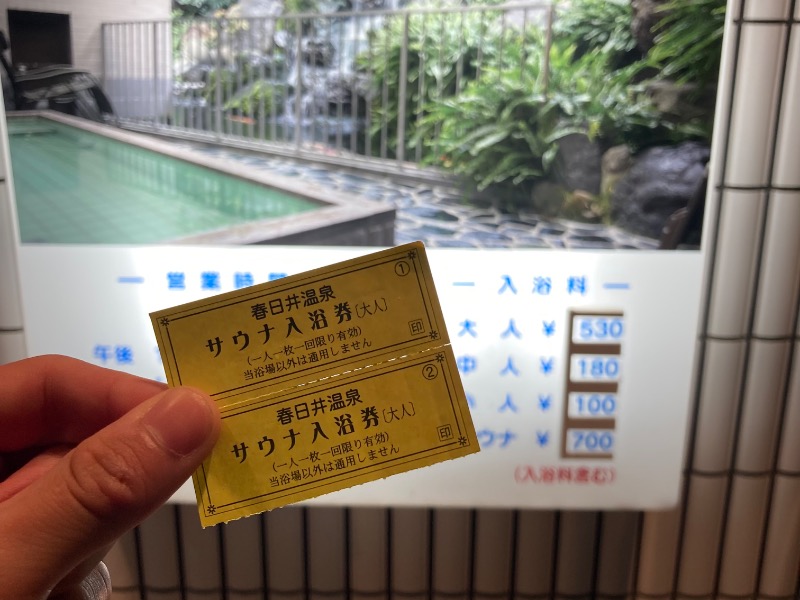 営業時間
午後
入浴料
大人 ¥ 530
中人 ¥ 180
人 ¥ 100
ウナ ¥ 700
(入浴料含む)
①
春日井温泉
サウナ入浴券(大人)
(一人一枚一回限り有効)
当浴場以外は通用しません
印
②
春日井温泉
サウナ入浴券(大人)
(一人一枚一回限り有効)
当浴場以外は通用しません
印